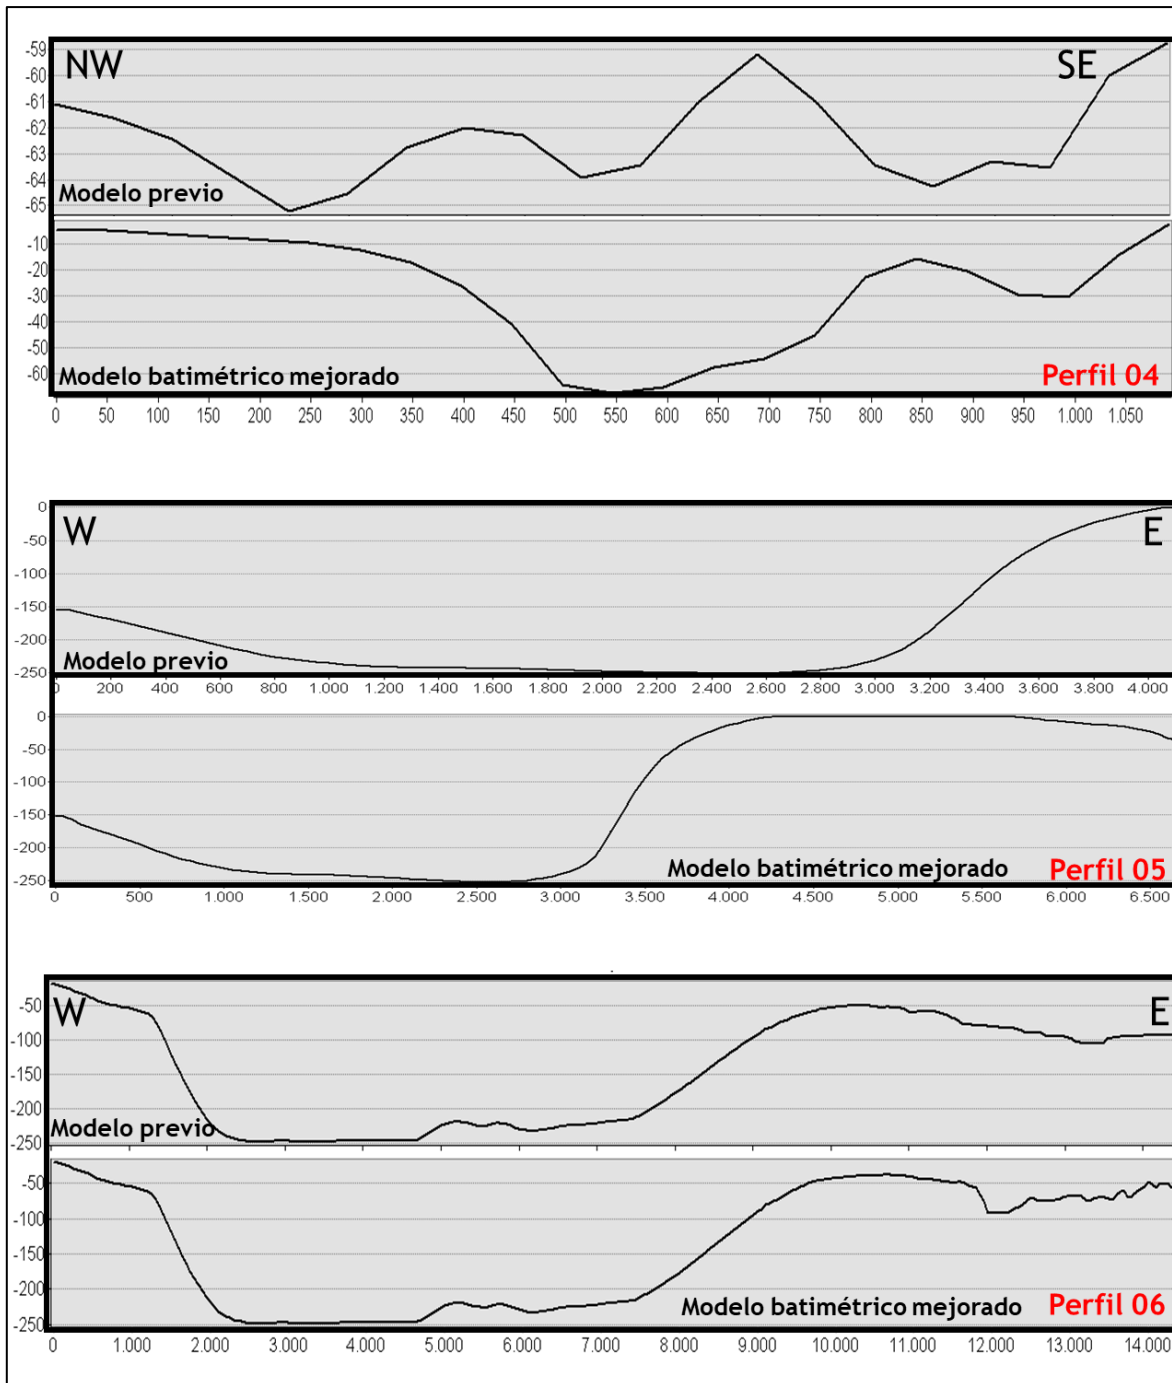 NW SE
-59
-60
-61
-62
-63
-64
-65
Modelo previo
-10
-20
-30
-40
-50
-60
Modelo batimétrico mejorado Perfil 04
0 50 100 150 200 250 300 350 400 450 500 550 600 650 700 750 800 850 900 950 1.000 1.050
W E
0
-50
-100
-150
-200
-250
Modelo previo
0 200 400 600 800 1.000 1.200 1.400 1.600 1.800 2.000 2.200 2.400 2.600 2.800 3.000 3.200 3.400 3.600 3.800 4.000
0
-50
-100
-150
-200
-250
Modelo batimétrico mejorado Perfil 05
0 500 1.000 1.500 2.000 2.500 3.000 3.500 4.000 4.500 5.000 5.500 6.000 6.500
W E
-50
-100
-150
-200
-250
Modelo previo
-50
-100
-150
-200
-250
Modelo batimétrico mejorado Perfil 06
0 1.000 2.000 3.000 4.000 5.000 6.000 7.000 8.000 9.000 10.000 11.000 12.000 13.000 14.000